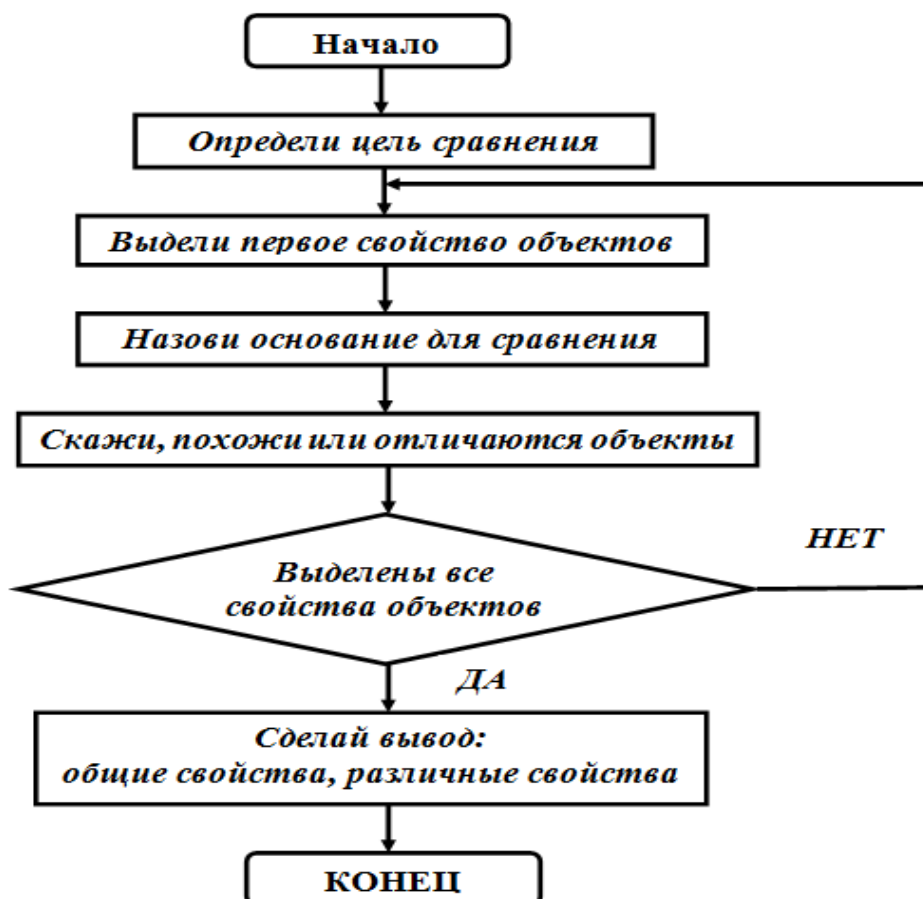 Начало
Определи цель сравнения
Выдели первое свойство объектов
Назови основание для сравнения
Скажи, похожи или отличаются объекты
НЕТ
Выделены все
свойства объектов
ДА
Сделай вывод:
общие свойства, различные свойства
КОНЕЦ